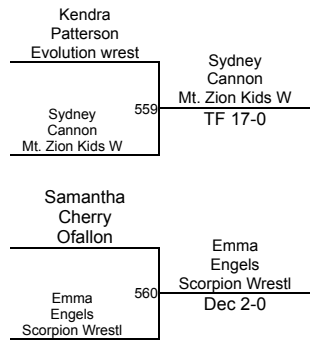 Kendra
Patterson
Evolution wrest
Sydney
Cannon
Mt. Zion Kids W
559
Sydney
Cannon
Mt. Zion Kids W
TF 17-0
Samantha
Cherry
Ofallon
Emma
Engels
Scorpion Wrestl
560
Emma
Engels
Scorpion Wrestl
Dec 2-0